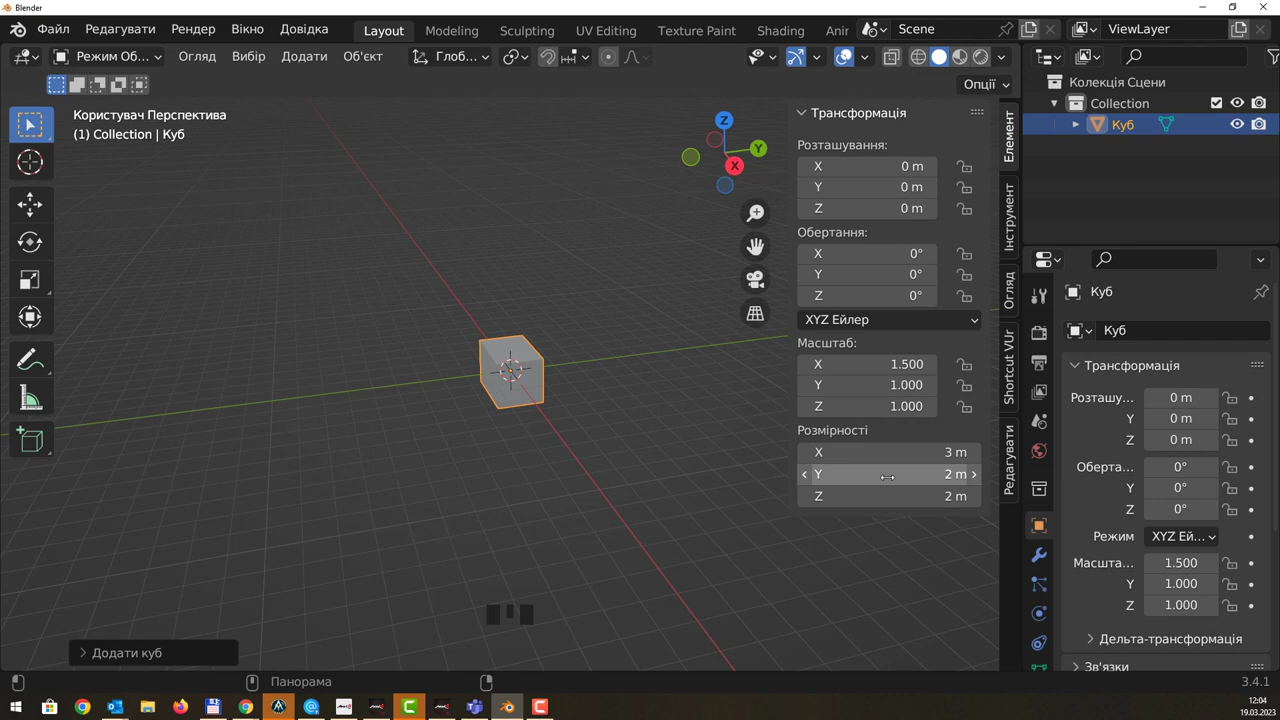 Blender
Файл Редагувати Рендер Вікно Довідка Layout Modeling Sculpting UV Editing Texture Paint Shading Anir Scene ViewLayer
Режим Об... Огляд Вібір Додати Об'єкт Глоб...
Опції
Користувач Перспектива
(1) Collection | Куб
Z
Y
X
Трансформація
Розташування:
X 0 m
Y 0 m
Z 0 m
Обертання:
X 0°
Y 0°
Z 0°
XYZ Ейлер
Масштаб:
X 1.500
Y 1.000
Z 1.000
Розмірності
X 3 m
Y 2 m
Z 2 m
Елемент
Інструмент
Огляд
Shortcut VUr
Редагувати
Колекція Сцени
Collection
Куб
Куб
Куб
Трансформація
Розташу... 0 m
Y 0 m
Z 0 m
Оберта... 0°
Y 0°
Z 0°
Режим XYZ Ей...
Масшта... 1.500
Y 1.000
Z 1.000
Дельта-трансформація
Зв'язки
Додати куб
Панорама
3.4.1
12:04
19.03.2023